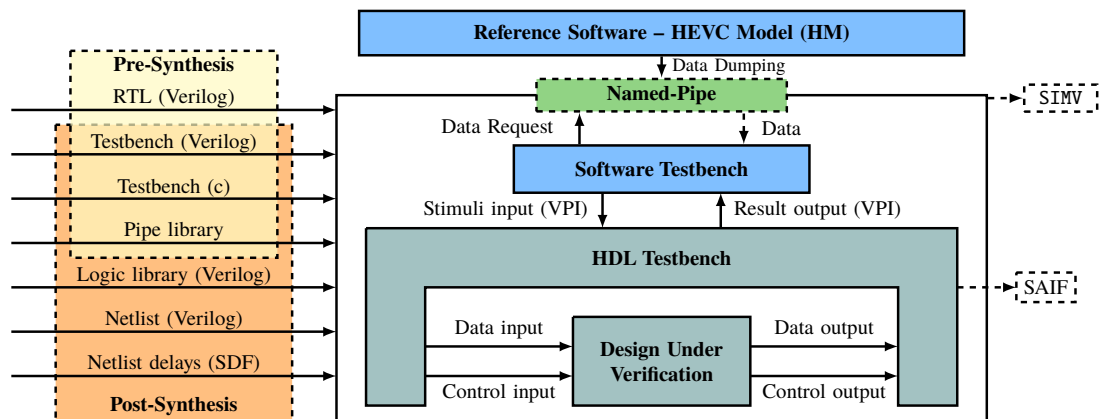 Reference Software – HEVC Model (HM)
Pre-Synthesis
Data Dumping
RTL (Verilog)
Named-Pipe
SIMV
Testbench (Verilog)
Data Request
Data
Software Testbench
Testbench (c)
Stimuli input (VPI)
Result output (VPI)
Pipe library
HDL Testbench
Logic library (Verilog)
SAIF
Netlist (Verilog)
Data input
Data output
Design Under
Verification
Netlist delays (SDF)
Control input
Control output
Post-Synthesis